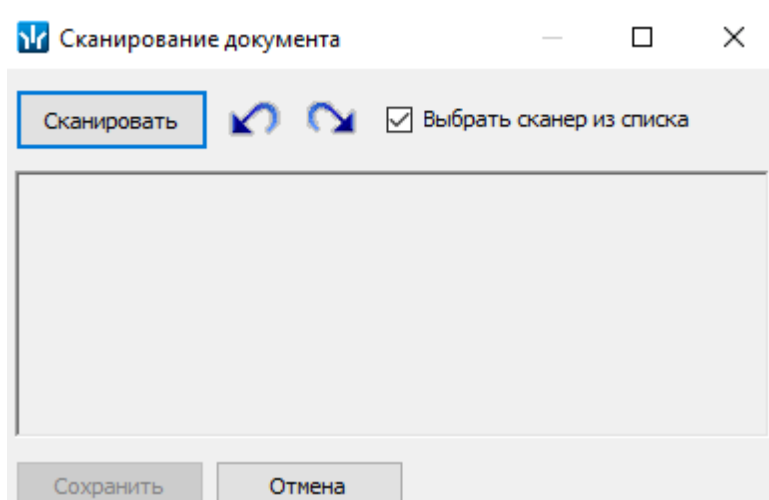 Сканирование документа
Сканировать
Выбрать сканер из списка
Сохранить
Отмена